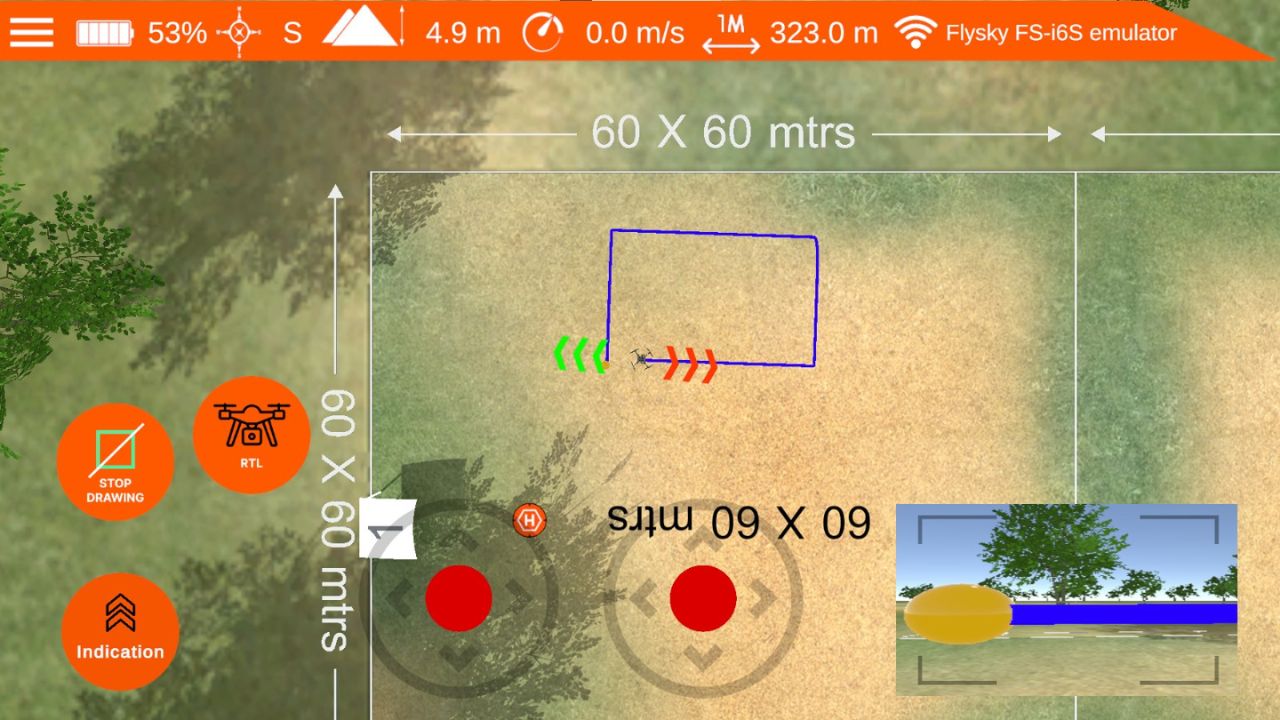 53% S 4.9 m 0.0 m/s 1M 323.0 m Flysky FS-i6S emulator
60 X 60 mtrs
60 X 60 mtrs
RTL
STOP
DRAWING
H
60 X 60 mtrs
1
Indication